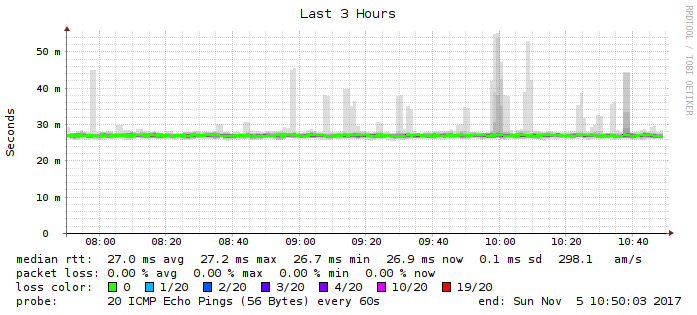 Last 3 Hours
RRDTOOL / TOBI OETIKER
Seconds
50 m
40 m
30 m
20 m
10 m
0
08:00 08:20 08:40 09:00 09:20 09:40 10:00 10:20 10:40
median rtt: 27.0 ms avg 27.2 ms max 26.7 ms min 26.9 ms now 0.1 ms sd 298.1 am/s
packet loss: 0.00 % avg 0.00 % max 0.00 % min 0.00 % now
loss color: 0 1/20 2/20 3/20 4/20 10/20 19/20
probe: 20 ICMP Echo Pings (56 Bytes) every 60s end: Sun Nov 5 10:50:03 2017